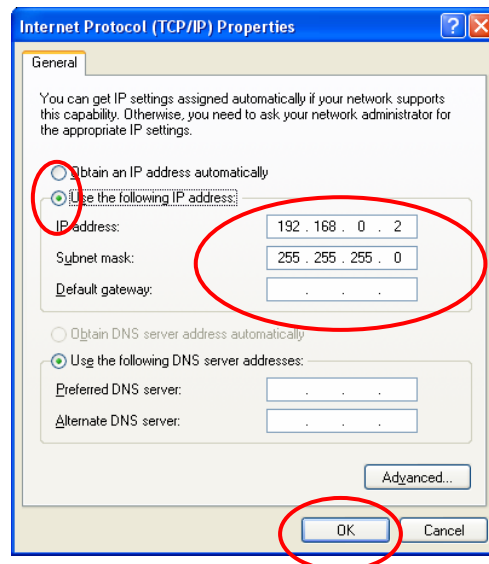 Internet Protocol (TCP/IP) Properties
General
You can get IP settings assigned automatically if your network supports
this capability. Otherwise, you need to ask your network administrator for
the appropriate IP settings.
Obtain an IP address automatically
Use the following IP address:
IP address: 192 . 168 . 0 . 2
Subnet mask: 255 . 255 . 255 . 0
Default gateway: . . .
Obtain DNS server address automatically
Use the following DNS server addresses:
Preferred DNS server: . . .
Alternate DNS server: . . .
Advanced...
OK Cancel